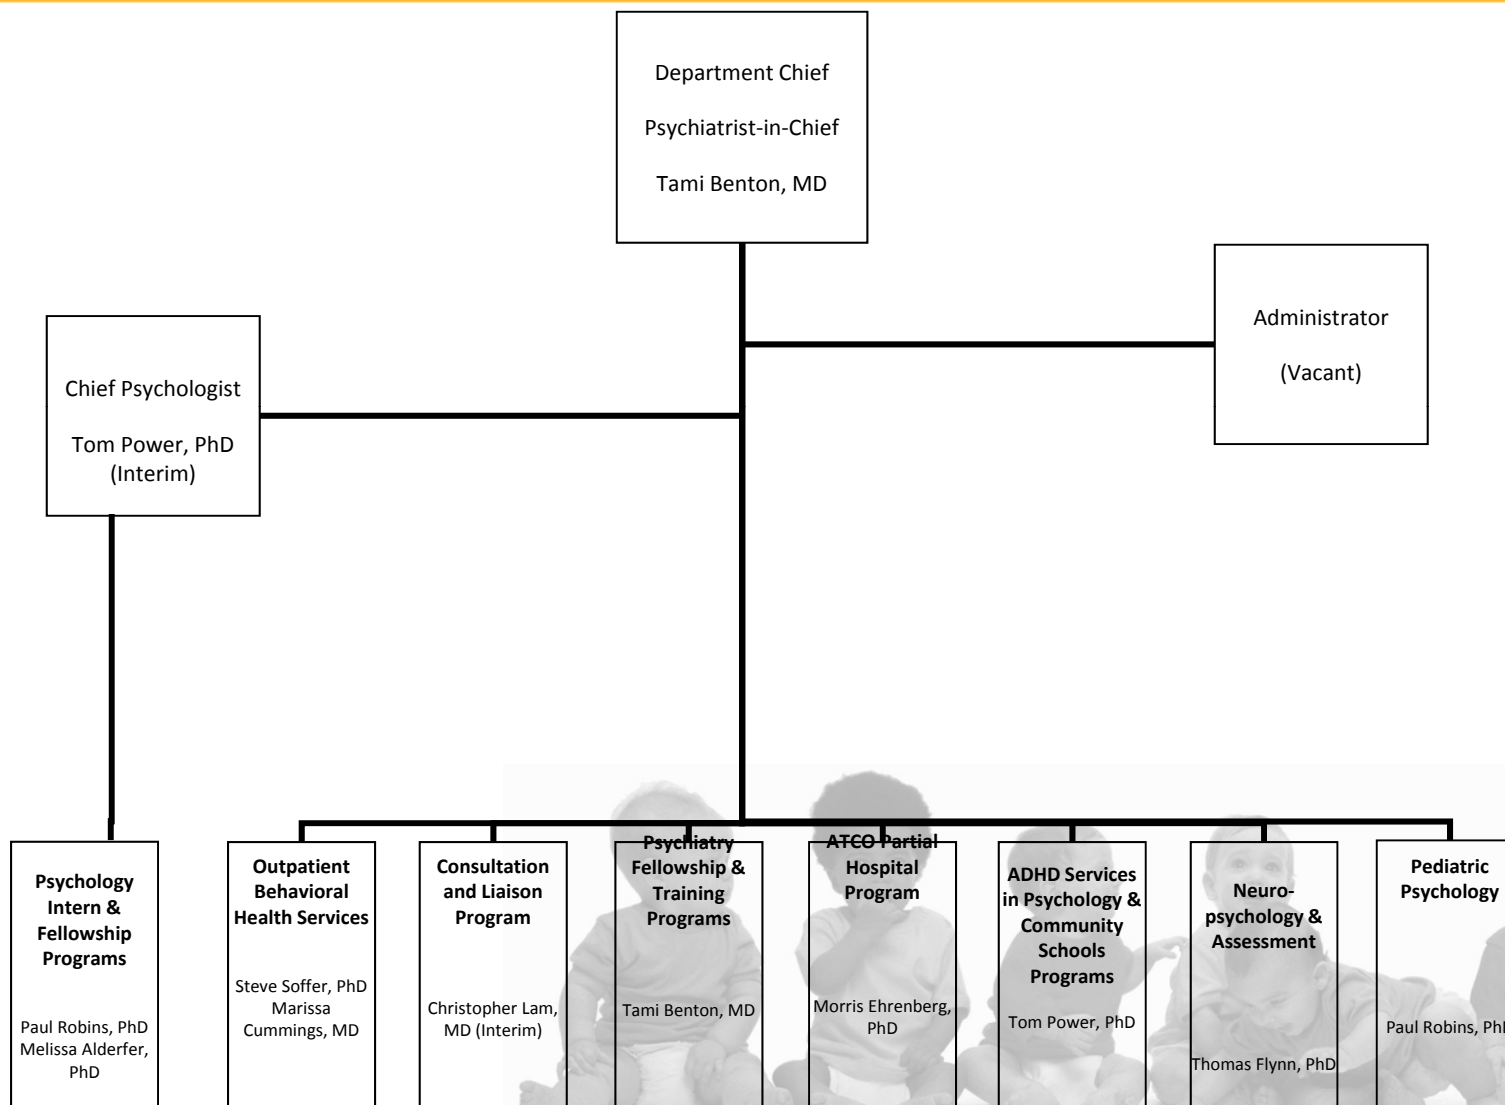 Department Chief
Psychiatrist-in-Chief
Tami Benton, MD
Administrator
(Vacant)
Chief Psychologist
Tom Power, PhD
(Interim)
Psychology
Intern &
Fellowship
Programs
Paul Robins, PhD
Melissa Alderfer,
PhD
Outpatient
Behavioral
Health Services
Steve Soffer, PhD
Marissa
Cummings, MD
Consultation
and Liaison
Program
Christopher Lam,
MD (Interim)
Psychiatry
Fellowship &
Training
Programs
Tami Benton, MD
ATCO Partial
Hospital
Program
Morris Ehrenberg,
PhD
ADHD Services
in Psychology &
Community
Schools
Programs
Tom Power, PhD
Neuro-
psychology &
Assessment
Thomas Flynn, PhD
Pediatric
Psychology
Paul Robins, PhD